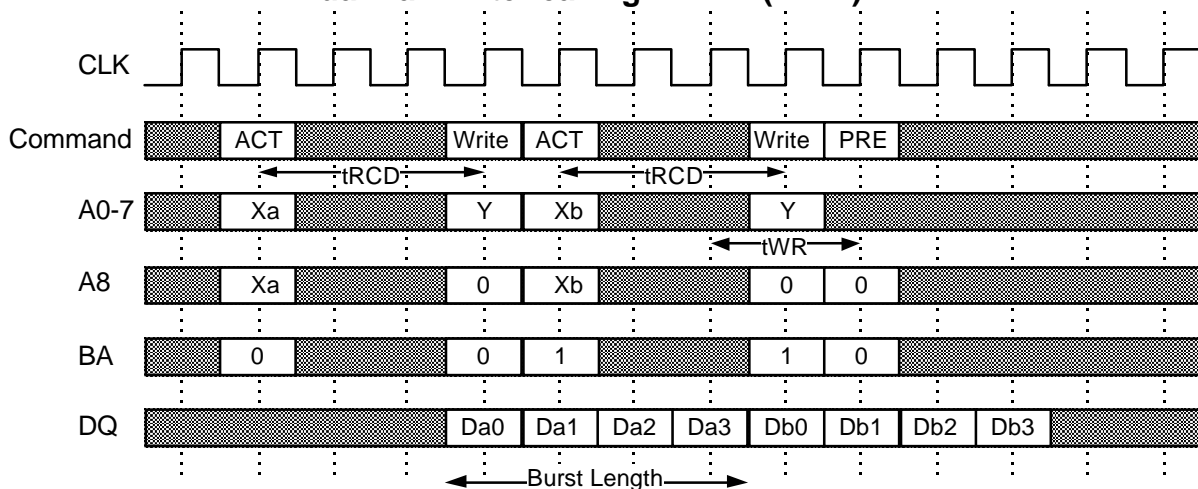 CLK
Command ACT Write ACT Write PRE
tRCD tRCD
A0-7 Xa Y Xb Y
tWR
A8 Xa 0 Xb 0 0
BA 0 0 1 1 0
DQ Da0 Da1 Da2 Da3 Db0 Db1 Db2 Db3
Burst Length